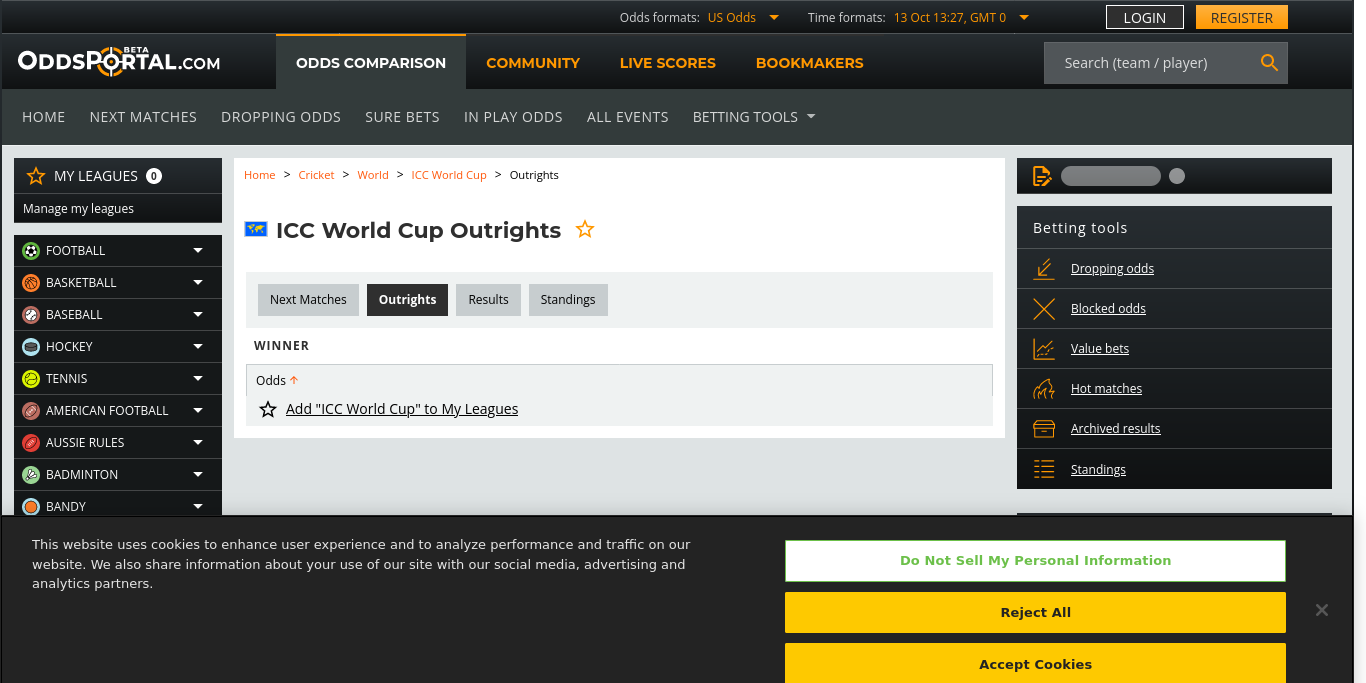 Odds formats: US Odds Time formats: 13 Oct 13:27, GMT 0 LOGIN REGISTER
ODDSPORTAL.COM BETA ODDS COMPARISON COMMUNITY LIVE SCORES BOOKMAKERS Search (team / player)
HOME NEXT MATCHES DROPPING ODDS SURE BETS IN PLAY ODDS ALL EVENTS BETTING TOOLS
MY LEAGUES 0
Manage my leagues
FOOTBALL
BASKETBALL
BASEBALL
HOCKEY
TENNIS
AMERICAN FOOTBALL
AUSSIE RULES
BADMINTON
BANDY
Home > Cricket > World > ICC World Cup > Outrights
ICC World Cup Outrights
Next Matches Outrights Results Standings
WINNER
Odds
Add "ICC World Cup" to My Leagues
Betting tools
Dropping odds
Blocked odds
Value bets
Hot matches
Archived results
Standings
This website uses cookies to enhance user experience and to analyze performance and traffic on our
website. We also share information about your use of our site with our social media, advertising and
analytics partners.
Do Not Sell My Personal Information
Reject All
Accept Cookies